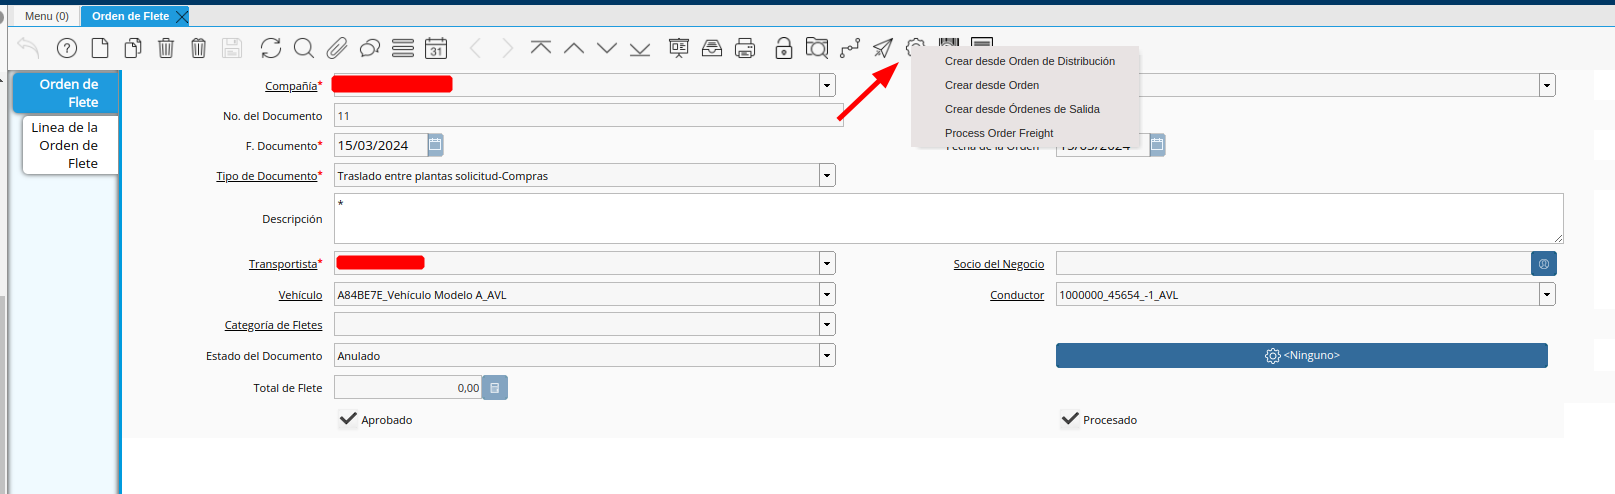 Menu (0)
Orden de Flete
31
Orden de
Flete
Linea de la
Orden de
Flete
Crear desde Orden de Distribución
Crear desde Orden
Crear desde Órdenes de Salida
Process Order Freight
Compañía*
No. del Documento 11
F. Documento* 15/03/2024
Fecha de la Orden 15/03/2024
Tipo de Documento* Traslado entre plantas solicitud-Compras
Descripción *
Transportista*
Socio del Negocio
Vehículo A84BE7E_Vehículo Modelo A_AVL
Conductor 1000000_45654_-1_AVL
Categoría de Fletes
Estado del Documento Anulado
<Ninguno>
Total de Flete 0,00
Aprobado
Procesado